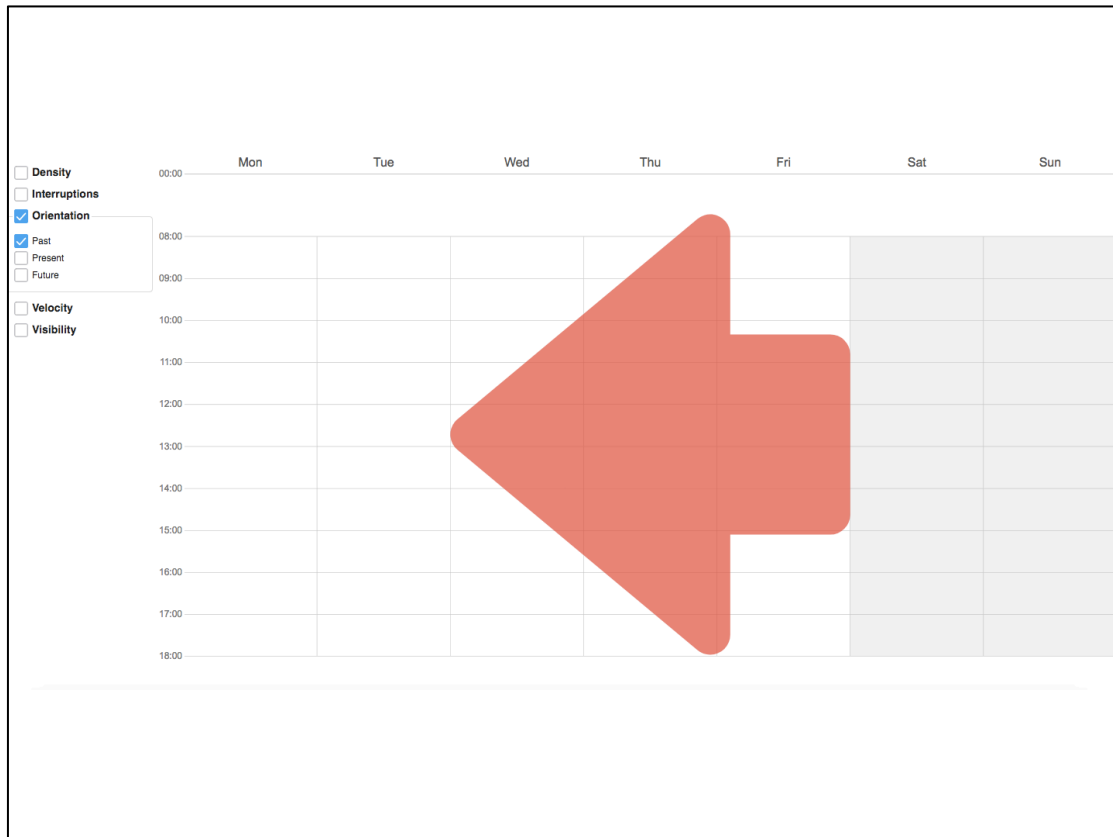 Mon Tue Wed Thu Fri Sat Sun
Density
00:00
Interruptions
Orientation
Past
08:00
Present
Future
09:00
Velocity
10:00
Visibility
11:00
12:00
13:00
14:00
15:00
16:00
17:00
18:00